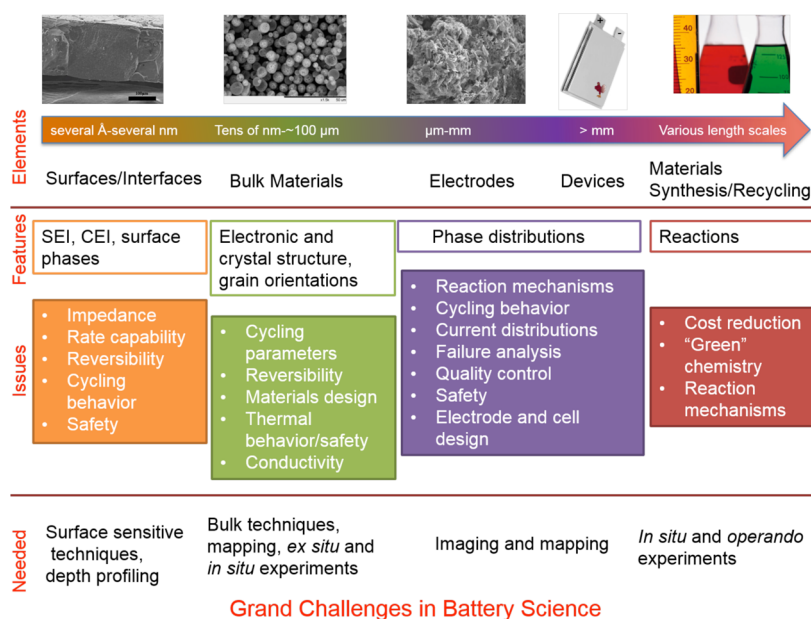 several Å-several nm
Tens of nm-~100 µm
µm-mm
> mm
Various length scales
Elements
Surfaces/Interfaces
Bulk Materials
Electrodes
Devices
Materials
Synthesis/Recycling
Features
SEI, CEI, surface
phases
Electronic and
crystal structure,
grain orientations
Phase distributions
Reactions
Issues
• Impedance
• Rate capability
• Reversibility
• Cycling
behavior
• Safety
• Cycling
parameters
• Reversibility
• Materials design
• Thermal
behavior/safety
• Conductivity
• Reaction mechanisms
• Cycling behavior
• Current distributions
• Failure analysis
• Quality control
• Safety
• Electrode and cell
design
• Cost reduction
• “Green”
chemistry
• Reaction
mechanisms
Needed
Surface sensitive
techniques,
depth profiling
Bulk techniques,
mapping, ex situ and
in situ experiments
Imaging and mapping
In situ and operando
experiments
Grand Challenges in Battery Science